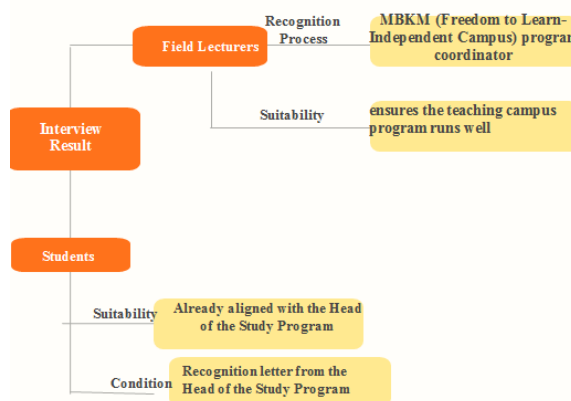 Field Lecturers
Recognition
Process
MBKM (Freedom to Learn-
Independent Campus) program
coordinator
Suitability
ensures the teaching campus
program runs well
Interview
Result
Students
Suitability
Already aligned with the Head
of the Study Program
Condition
Recognition letter from the
Head of the Study Program